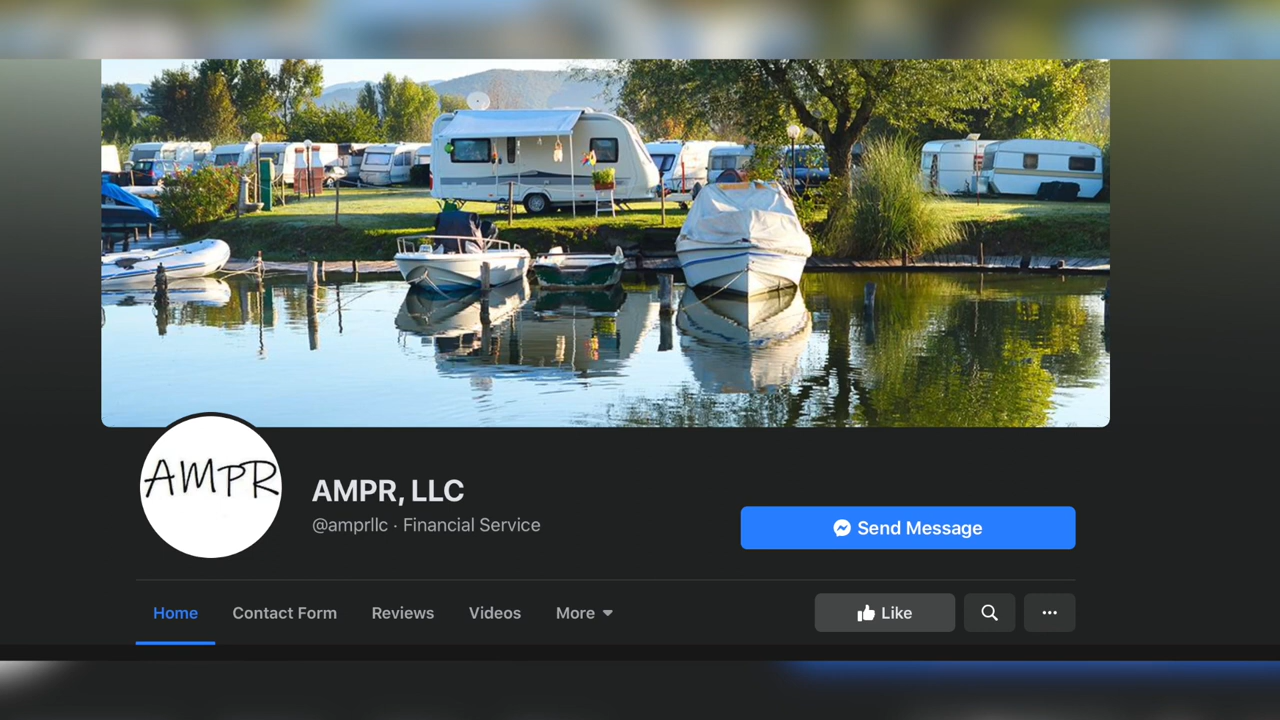 AMPR
AMPR, LLC
@amprllc · Financial Service
Send Message
Home
Contact Form
Reviews
Videos
More
Like